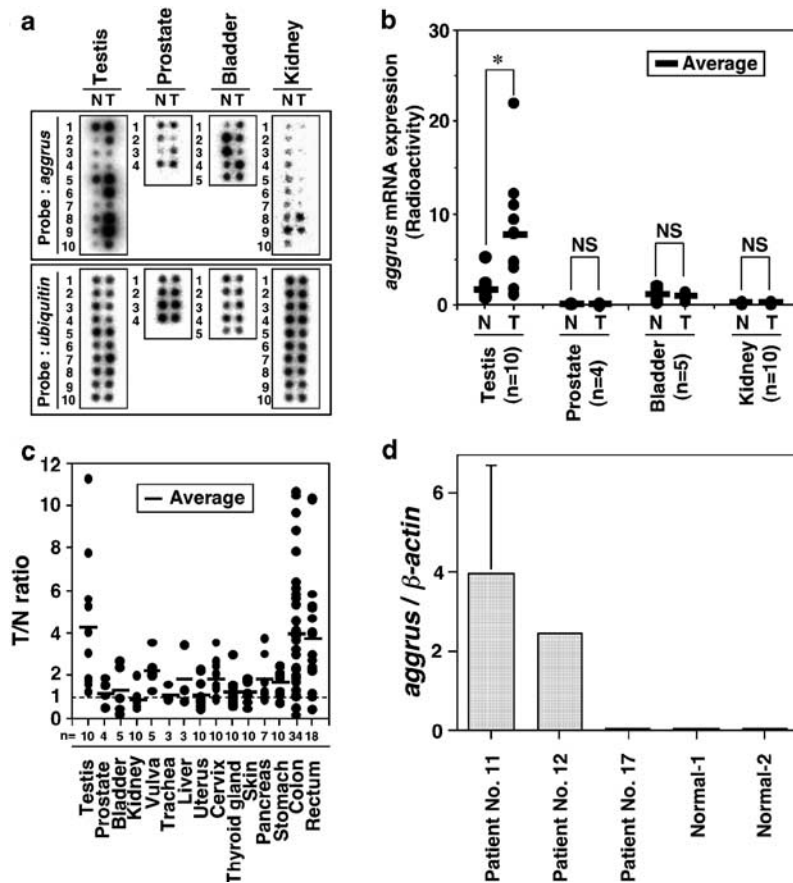 a
Testis
Prostate
Bladder
Kidney
N T
N T
N T
N T
Probe : aggrus
1
2
3
4
5
6
7
8
9
10
1
2
3
4
1
2
3
4
5
1
2
3
4
5
6
7
8
9
10
Probe : ubiquitin
1
2
3
4
5
6
7
8
9
10
1
2
3
4
1
2
3
4
5
1
2
3
4
5
6
7
8
9
10
b
aggrus mRNA expression
(Radioactivity)
30
20
10
0
Average
*
NS
NS
NS
N T N T N T N T
Testis
(n=10)
Prostate
(n=4)
Bladder
(n=5)
Kidney
(n=10)
c
T/N ratio
12
10
8
6
4
2
1
0
Average
n= 10 4 5 10 5 3 3 10 10 10 10 7 10 34 18
Testis
Prostate
Bladder
Kidney
Vulva
Trachea
Liver
Uterus
Cervix
Thyroid gland
Skin
Pancreas
Stomach
Colon
Rectum
d
aggrus / β-actin
6
4
2
0
Patient No. 11
Patient No. 12
Patient No. 17
Normal-1
Normal-2